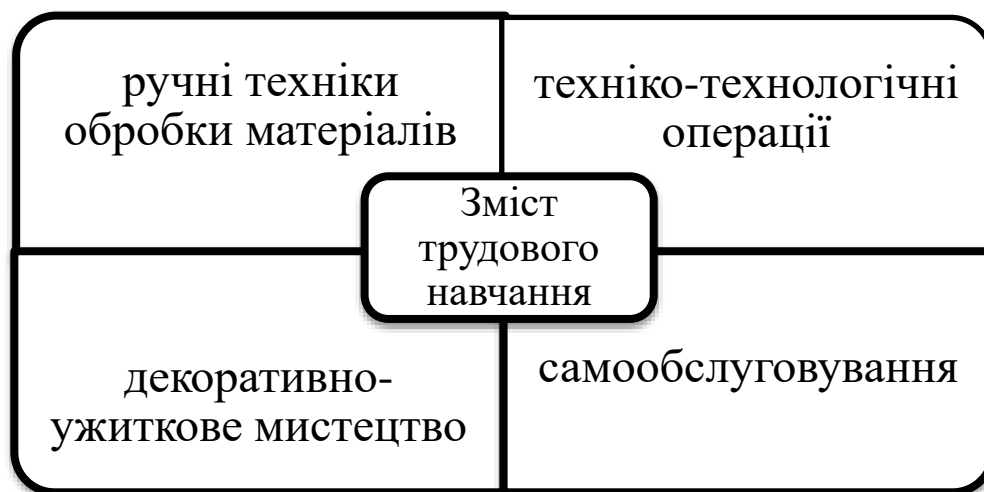 ручні техніки
обробки матеріалів
техніко-технологічні
операції
Зміст
трудового
навчання
декоративно-
ужиткове мистецтво
самообслуговування